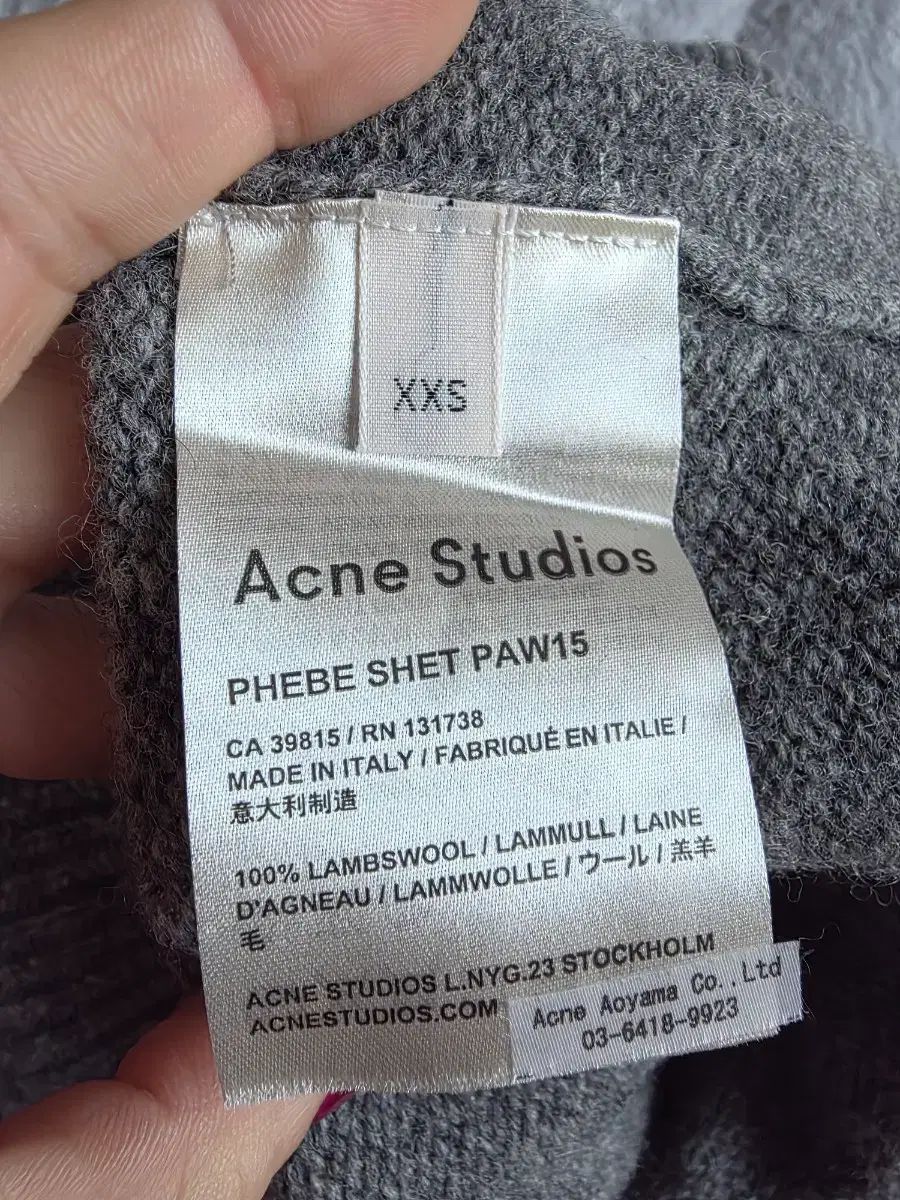 XXS
Acne Studios
PHEBE SHET PAW15
CA 39815 / RN 131738
MADE IN ITALY / FABRIQUÉ EN ITALIE /
意大利制造
100% LAMBSWOOL / LAMMULL / LAINE
D'AGNEAU / LAMMWOLLE / ウール / 羔羊
毛
ACNE STUDIOS L.NYG.23 STOCKHOLM
ACNESTUDIOS.COM
Acne Aoyama Co.,Ltd
03-6418-9923